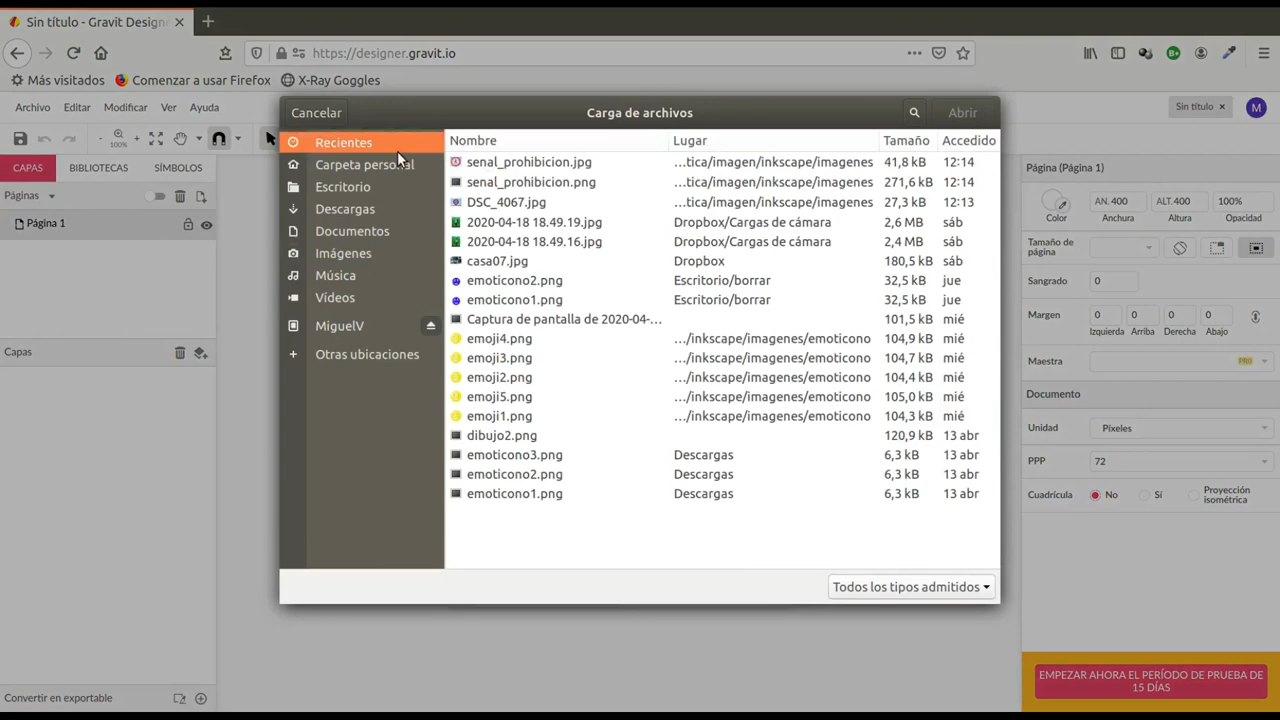 Sin título - Gravit Designe
https://designer.gravit.io
Más visitados Comenzar a usar Firefox X-Ray Goggles
Archivo Editar Modificar Ver Ayuda
Sin título
M
100%
CAPAS BIBLIOTECAS SÍMBOLOS
Páginas
Página 1
Capas
Convertir en exportable
Cancelar Carga de archivos Abrir
Recientes
Carpeta personal
Escritorio
Descargas
Documentos
Imágenes
Música
Vídeos
MiguelV
Otras ubicaciones
Nombre Lugar Tamaño Accedido
senal_prohibicion.jpg …tica/imagen/inkscape/imagenes 41,8 kB 12:14
senal_prohibicion.png …tica/imagen/inkscape/imagenes 271,6 kB 12:14
DSC_4067.jpg …tica/imagen/inkscape/imagenes 27,3 kB 12:13
2020-04-18 18.49.19.jpg Dropbox/Cargas de cámara 2,6 MB sáb
2020-04-18 18.49.16.jpg Dropbox/Cargas de cámara 2,4 MB sáb
casa07.jpg Dropbox 180,5 kB sáb
emoticono2.png Escritorio/borrar 32,5 kB jue
emoticono1.png Escritorio/borrar 32,5 kB jue
Captura de pantalla de 2020-04-… 101,5 kB mié
emoji4.png …/inkscape/imagenes/emoticono 104,9 kB mié
emoji3.png …/inkscape/imagenes/emoticono 104,7 kB mié
emoji2.png …/inkscape/imagenes/emoticono 104,4 kB mié
emoji5.png …/inkscape/imagenes/emoticono 105,0 kB mié
emoji1.png …/inkscape/imagenes/emoticono 104,3 kB mié
dibujo2.png 120,9 kB 13 abr
emoticono3.png Descargas 6,3 kB 13 abr
emoticono2.png Descargas 6,3 kB 13 abr
emoticono1.png Descargas 6,3 kB 13 abr
Todos los tipos admitidos
Página (Página 1)
AN. 400 ALT. 400 100%
Color Anchura Altura Opacidad
Tamaño de
página
Sangrado 0
Margen 0 0 0 0
Izquierda Arriba Derecha Abajo
Maestra PRO
Documento
Unidad Píxeles
PPP 72
Cuadrícula No Sí Proyección
isométrica
EMPEZAR AHORA EL PERÍODO DE PRUEBA DE
15 DÍAS